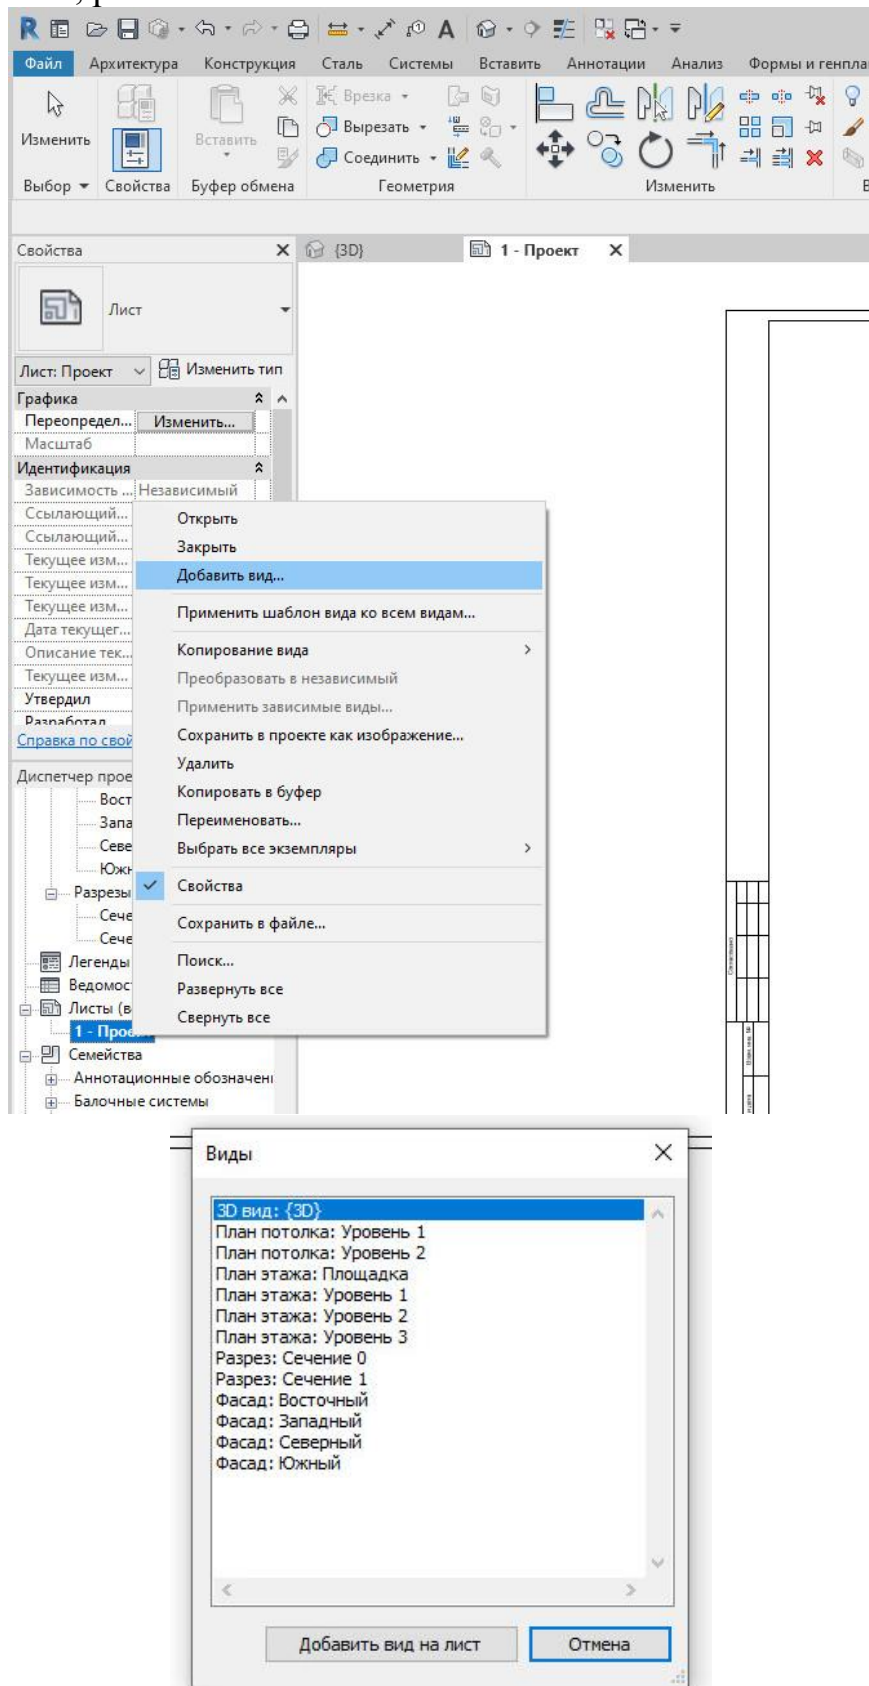 Файл Архитектура Конструкция Сталь Системы Вставить Аннотации Анализ Формы и генпла
Врезка
Изменить Вставить Вырезать
Соединить
Выбор Свойства Буфер обмена Геометрия Изменить
Свойства X {3D} 1 - Проект X
Лист
Лист: Проект Изменить тип
Графика
Переопредел... Изменить...
Масштаб
Идентификация
Зависимость ... Независимый
Ссылающий...
Ссылающий...
Текущее изм...
Текущее изм...
Текущее изм...
Дата текущег...
Описание тек...
Текущее изм...
Утвердил
Разработал
Справка по свой
Открыть
Закрыть
Добавить вид...
Применить шаблон вида ко всем видам...
Копирование вида
Преобразовать в независимый
Применить зависимые виды...
Сохранить в проекте как изображение...
Удалить
Копировать в буфер
Переименовать...
Выбрать все экземпляры
Свойства
Сохранить в файле...
Поиск...
Развернуть все
Свернуть все
Диспетчер прое
Вост
Запа
Севе
Южн
Разрезы
Сече
Сече
Легенды
Ведомос
Листы (в
1 - Прое
Семейства
Аннотационные обозначен
Балочные системы
Виды
3D вид: {3D}
План потолка: Уровень 1
План потолка: Уровень 2
План этажа: Площадка
План этажа: Уровень 1
План этажа: Уровень 2
План этажа: Уровень 3
Разрез: Сечение 0
Разрез: Сечение 1
Фасад: Восточный
Фасад: Западный
Фасад: Северный
Фасад: Южный
Добавить вид на лист Отмена